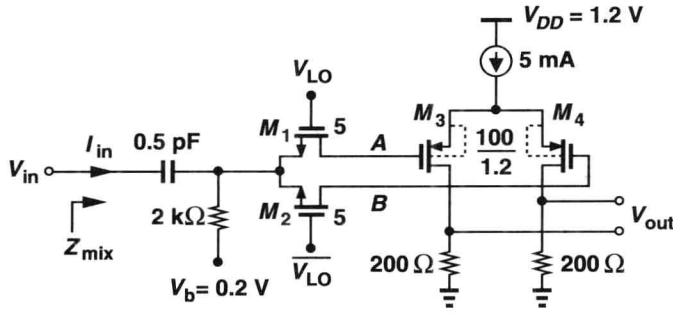 V_DD = 1.2 V
5 mA
V_LO
M_1 5
A
M_3
100
1.2
M_4
V_in
I_in
0.5 pF
Z_mix
2 kΩ
M_2 5
B
V_out
V_b = 0.2 V
V̅_L̅O̅
200 Ω
200 Ω